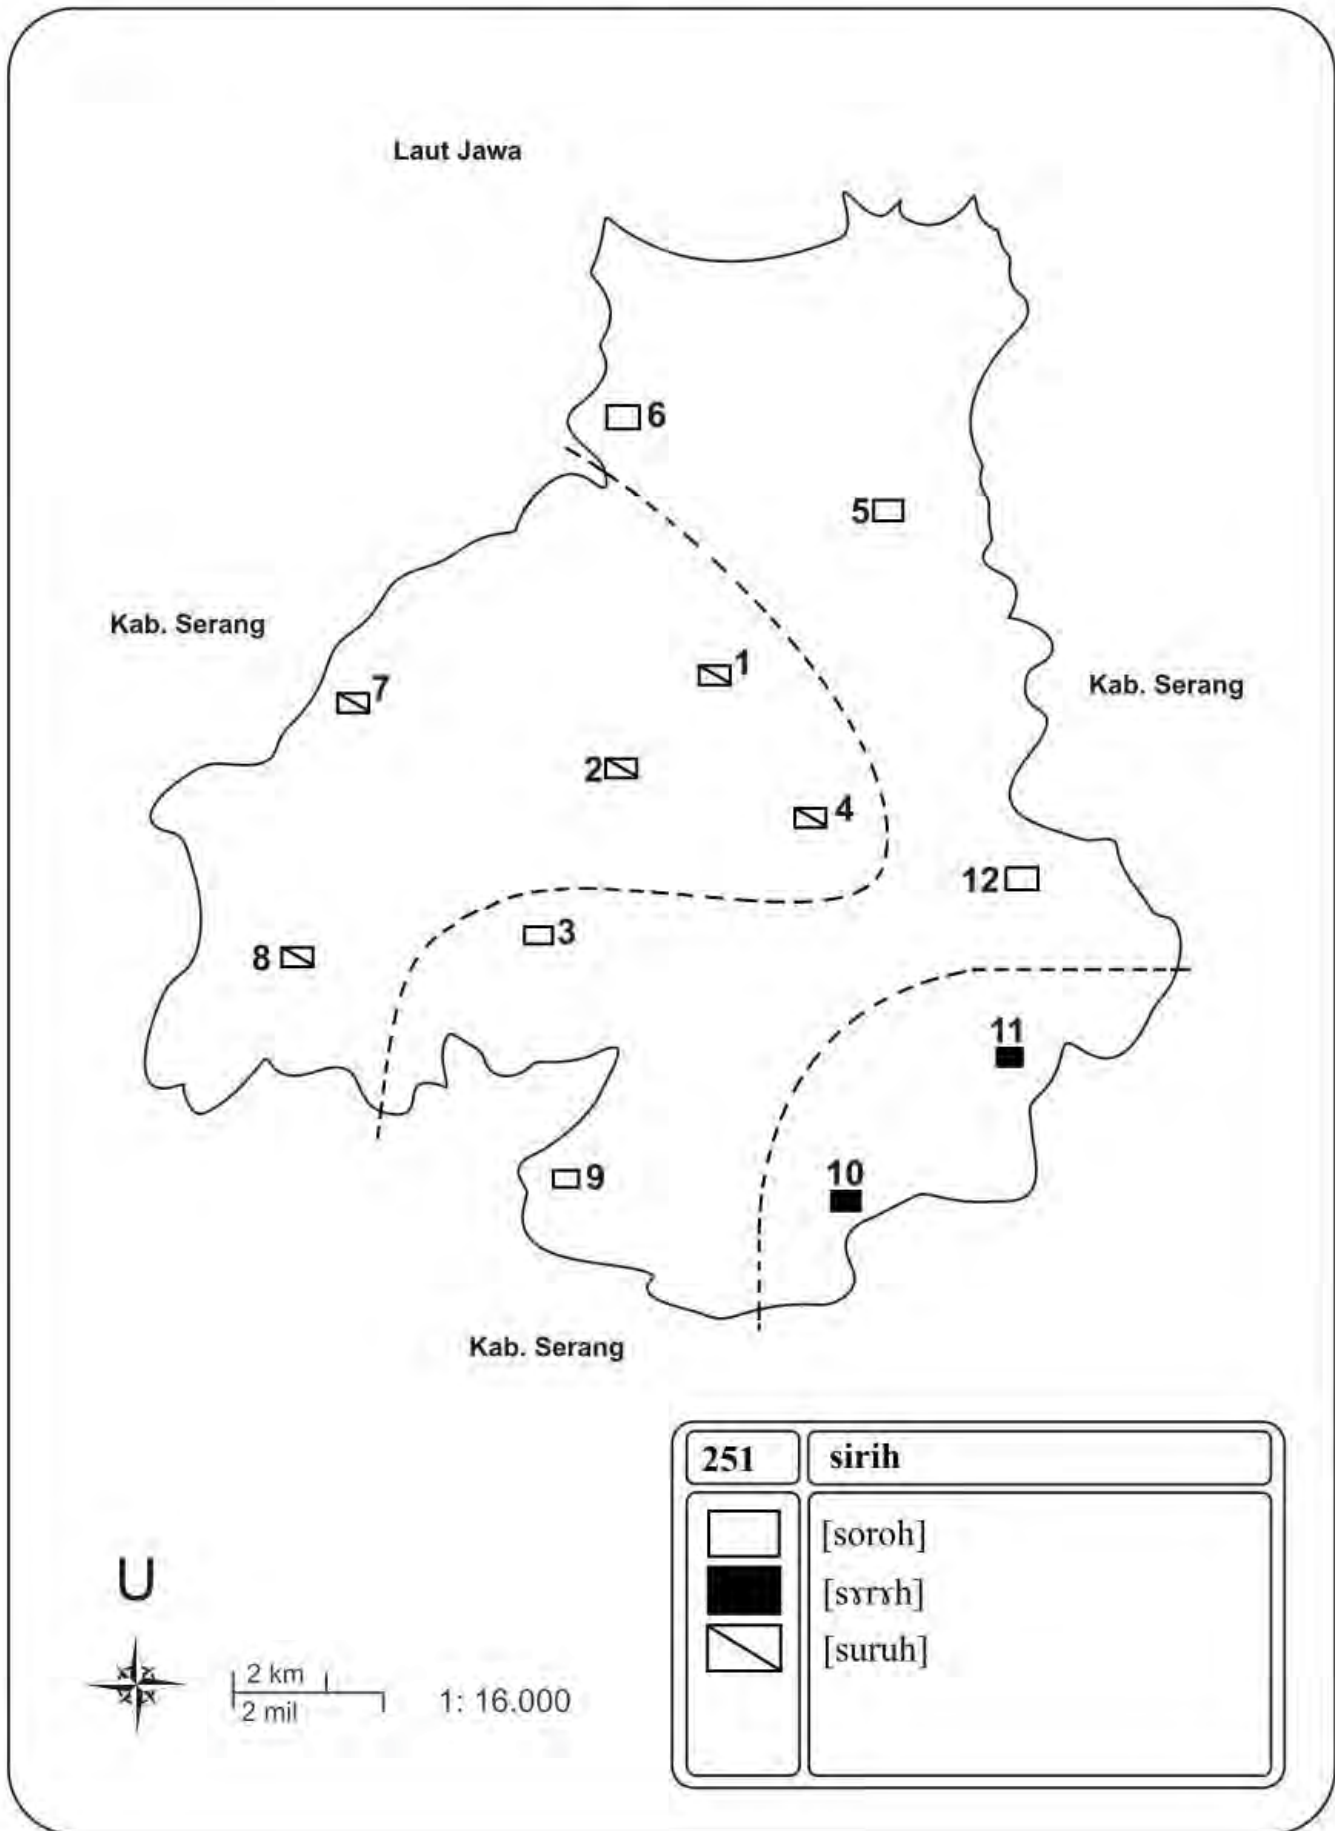 Laut Jawa
6
5
Kab. Serang
1
7
Kab. Serang
2
4
12
3
8
11
10
9
Kab. Serang
251 sirih
[soroh]
[sɤrɤh]
[suruh]
U
2 km
2 mil
1: 16.000